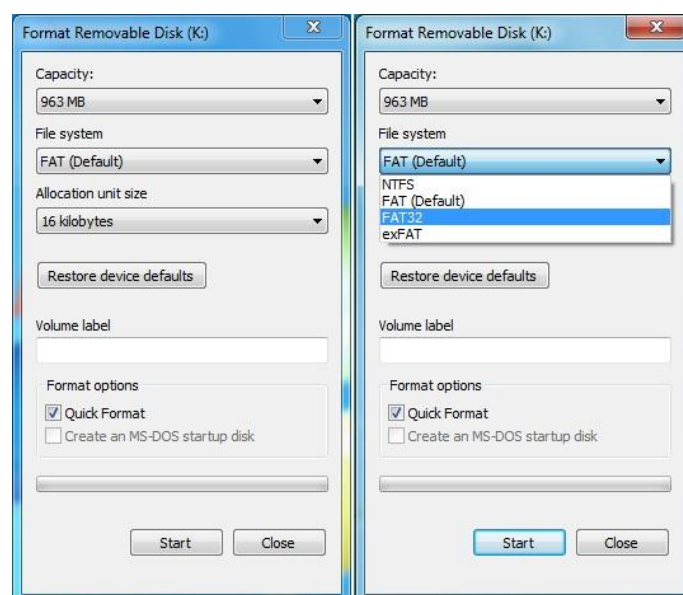 Format Removable Disk (K:)
Capacity:
963 MB
File system
FAT (Default)
Allocation unit size
16 kilobytes
Restore device defaults
Volume label
Format options
Quick Format
Create an MS-DOS startup disk
Start Close
Format Removable Disk (K:)
Capacity:
963 MB
File system
FAT (Default)
NTFS
FAT (Default)
FAT32
exFAT
Restore device defaults
Volume label
Format options
Quick Format
Create an MS-DOS startup disk
Start Close